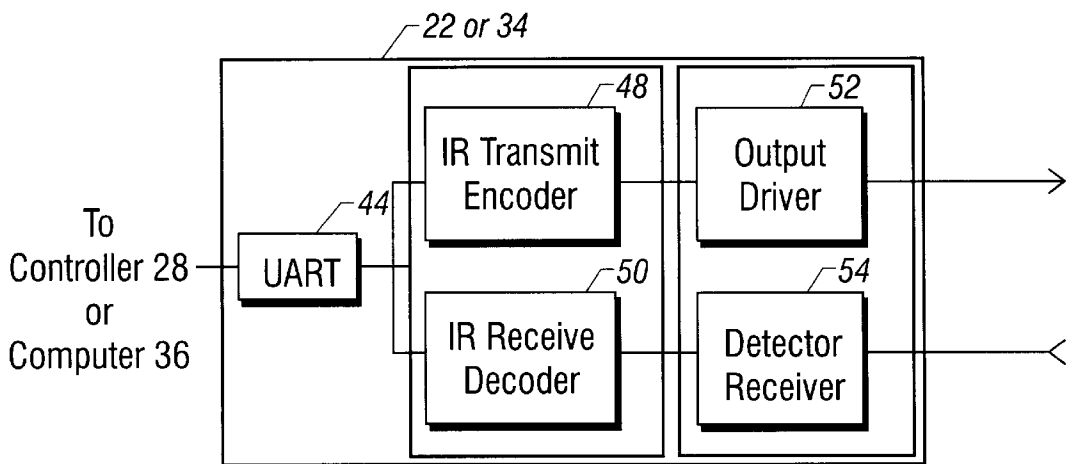 22 or 34
48
IR Transmit
Encoder
52
Output
Driver
To
Controller 28
or
Computer 36
44
UART
50
IR Receive
Decoder
54
Detector
Receiver